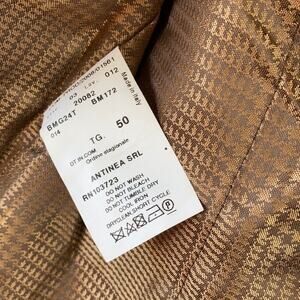 03 20082 012
BMG24T BM172
014
Made in Italy
TG. 50
DT IN COM
Ordine stagionale
ANTINEA SRL
RN103723
DO NOT WASH
DO NOT BLEACH
DO NOT TUMBLE DRY
COOL IRON
DRYCLEAN, SHORT CYCLE
P